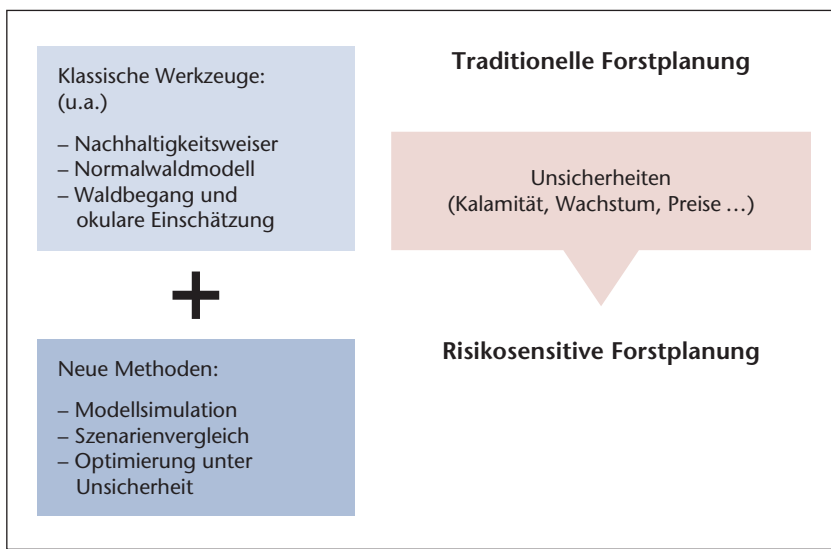 Klassische Werkzeuge:
(u.a.)
– Nachhaltigkeitsweiser
– Normalwaldmodell
– Waldbegang und
okulare Einschätzung
+
Neue Methoden:
– Modellsimulation
– Szenarienvergleich
– Optimierung unter
Unsicherheit
Traditionelle Forstplanung
Unsicherheiten
(Kalamität, Wachstum, Preise …)
Risikosensitive Forstplanung